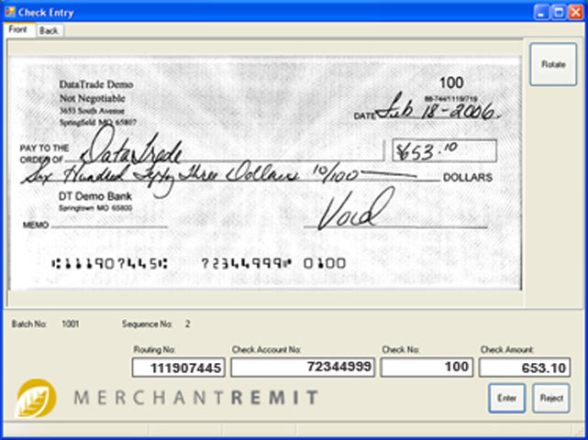 Check Entry
Front Back
Rotate
DataTrade Demo
Not Negotiable
3653 South Avenue
Springfield MO 65807
100
DATE Feb 18-2006.
PAY TO THE
ORDER OF DataTrade $653.10
Six Hundred Fifty Three Dollars 10/100 DOLLARS
DT Demo Bank
Springtown MO 65800
MEMO Void
⑆111907445⑆ 72344999⑈ 0100
Batch No: 1001 Sequence No: 2
Routing No: Check Account No: Check No: Check Amount:
111907445 72344999 100 653.10
MERCHANTREMIT Enter Reject